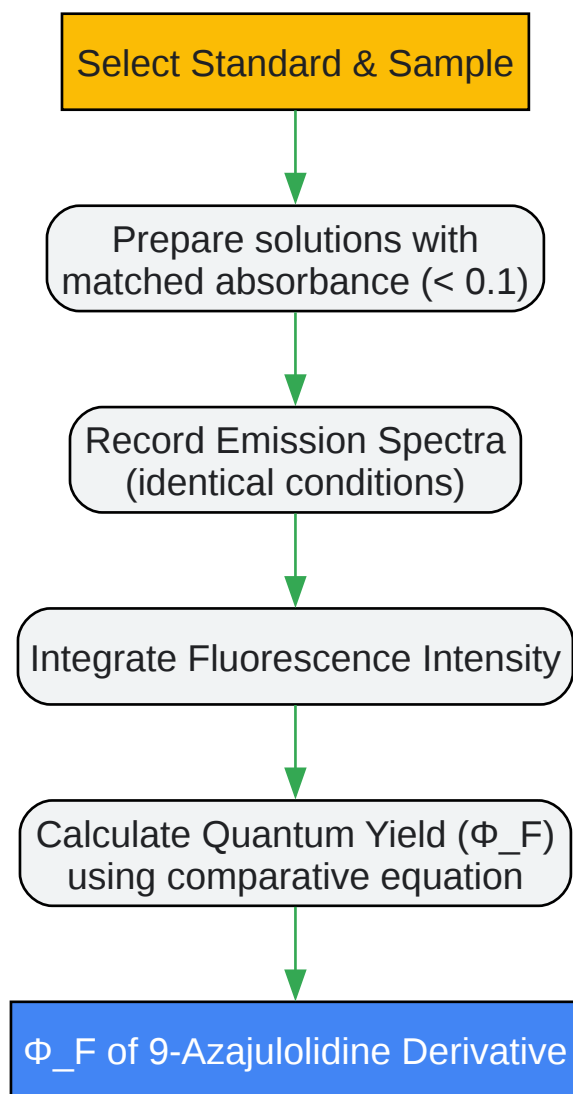 Select Standard & Sample
Prepare solutions with
matched absorbance (< 0.1)
Record Emission Spectra
(identical conditions)
Integrate Fluorescence Intensity
Calculate Quantum Yield (Φ_F)
using comparative equation
Φ_F of 9-Azajulolidine Derivative